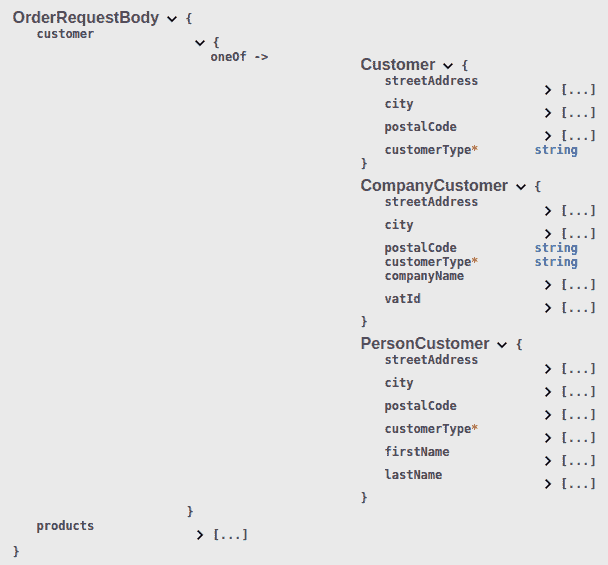 OrderRequestBody {
customer
{
oneOf ->
Customer {
streetAddress [...]
city [...]
postalCode [...]
customerType* string
}
CompanyCustomer {
streetAddress [...]
city [...]
postalCode string
customerType* string
companyName [...]
vatId [...]
}
PersonCustomer {
streetAddress [...]
city [...]
postalCode [...]
customerType* [...]
firstName [...]
lastName [...]
}
}
products [...]
}